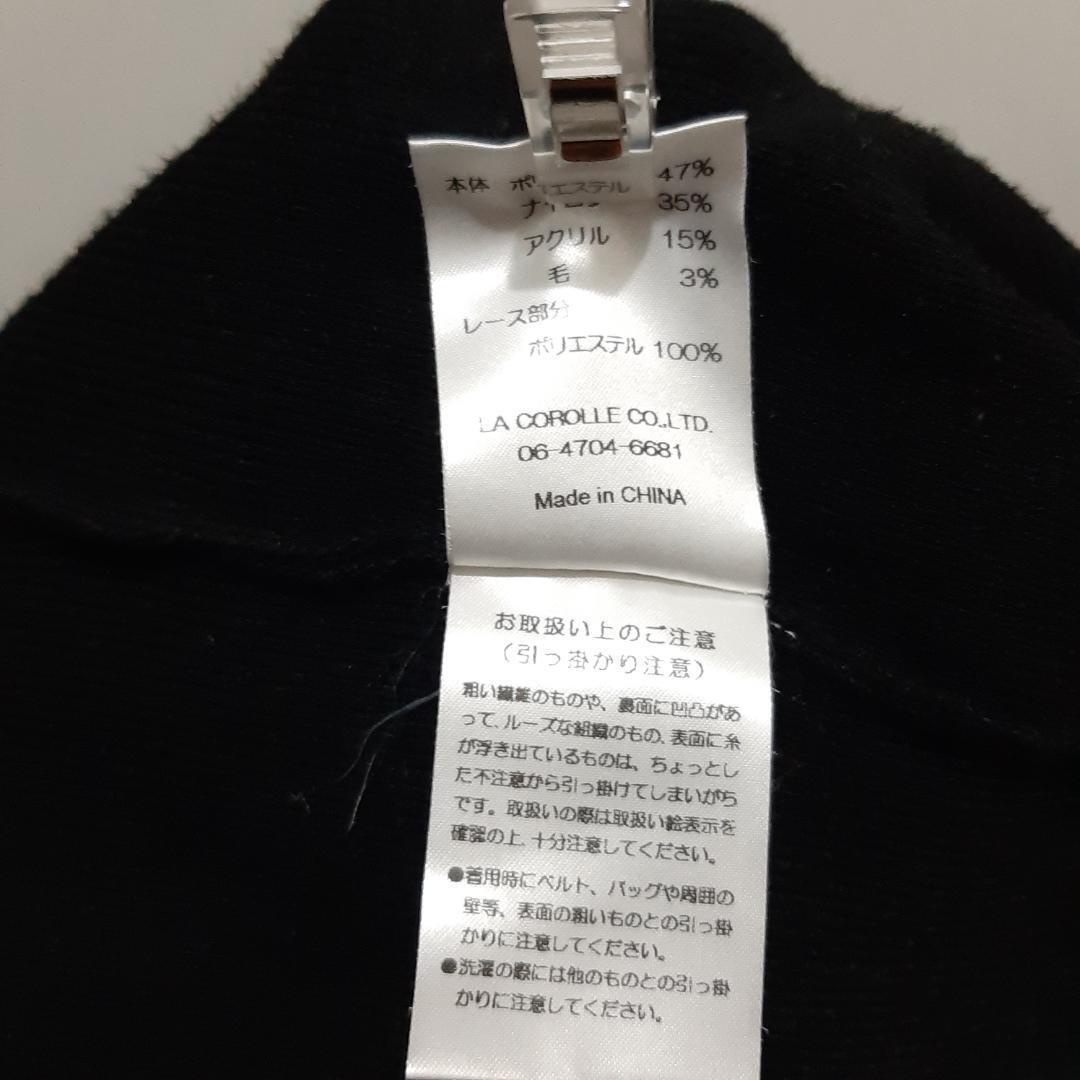 本体 ポリエステル 47%
ナイロン 35%
アクリル 15%
毛 3%
レース部分
ポリエステル 100%
LA COROLLE CO.,LTD.
06-4704-6681
Made in CHINA
お取扱い上のご注意
(引っ掛かり注意)
粗い繊維のものや、裏面に凹凸があ
って、ルーズな組織のもの、表面に糸
が浮き出ているものは、ちょっとし
た不注意から引っ掛けてしまいがち
です。取扱いの際は取扱い絵表示を
確認の上、十分注意してください。
●着用時にベルト、バッグや周囲の
壁等、表面の粗いものとの引っ掛
かりに注意してください。
●洗濯の際には他のものとの引っ掛
かりに注意してください。